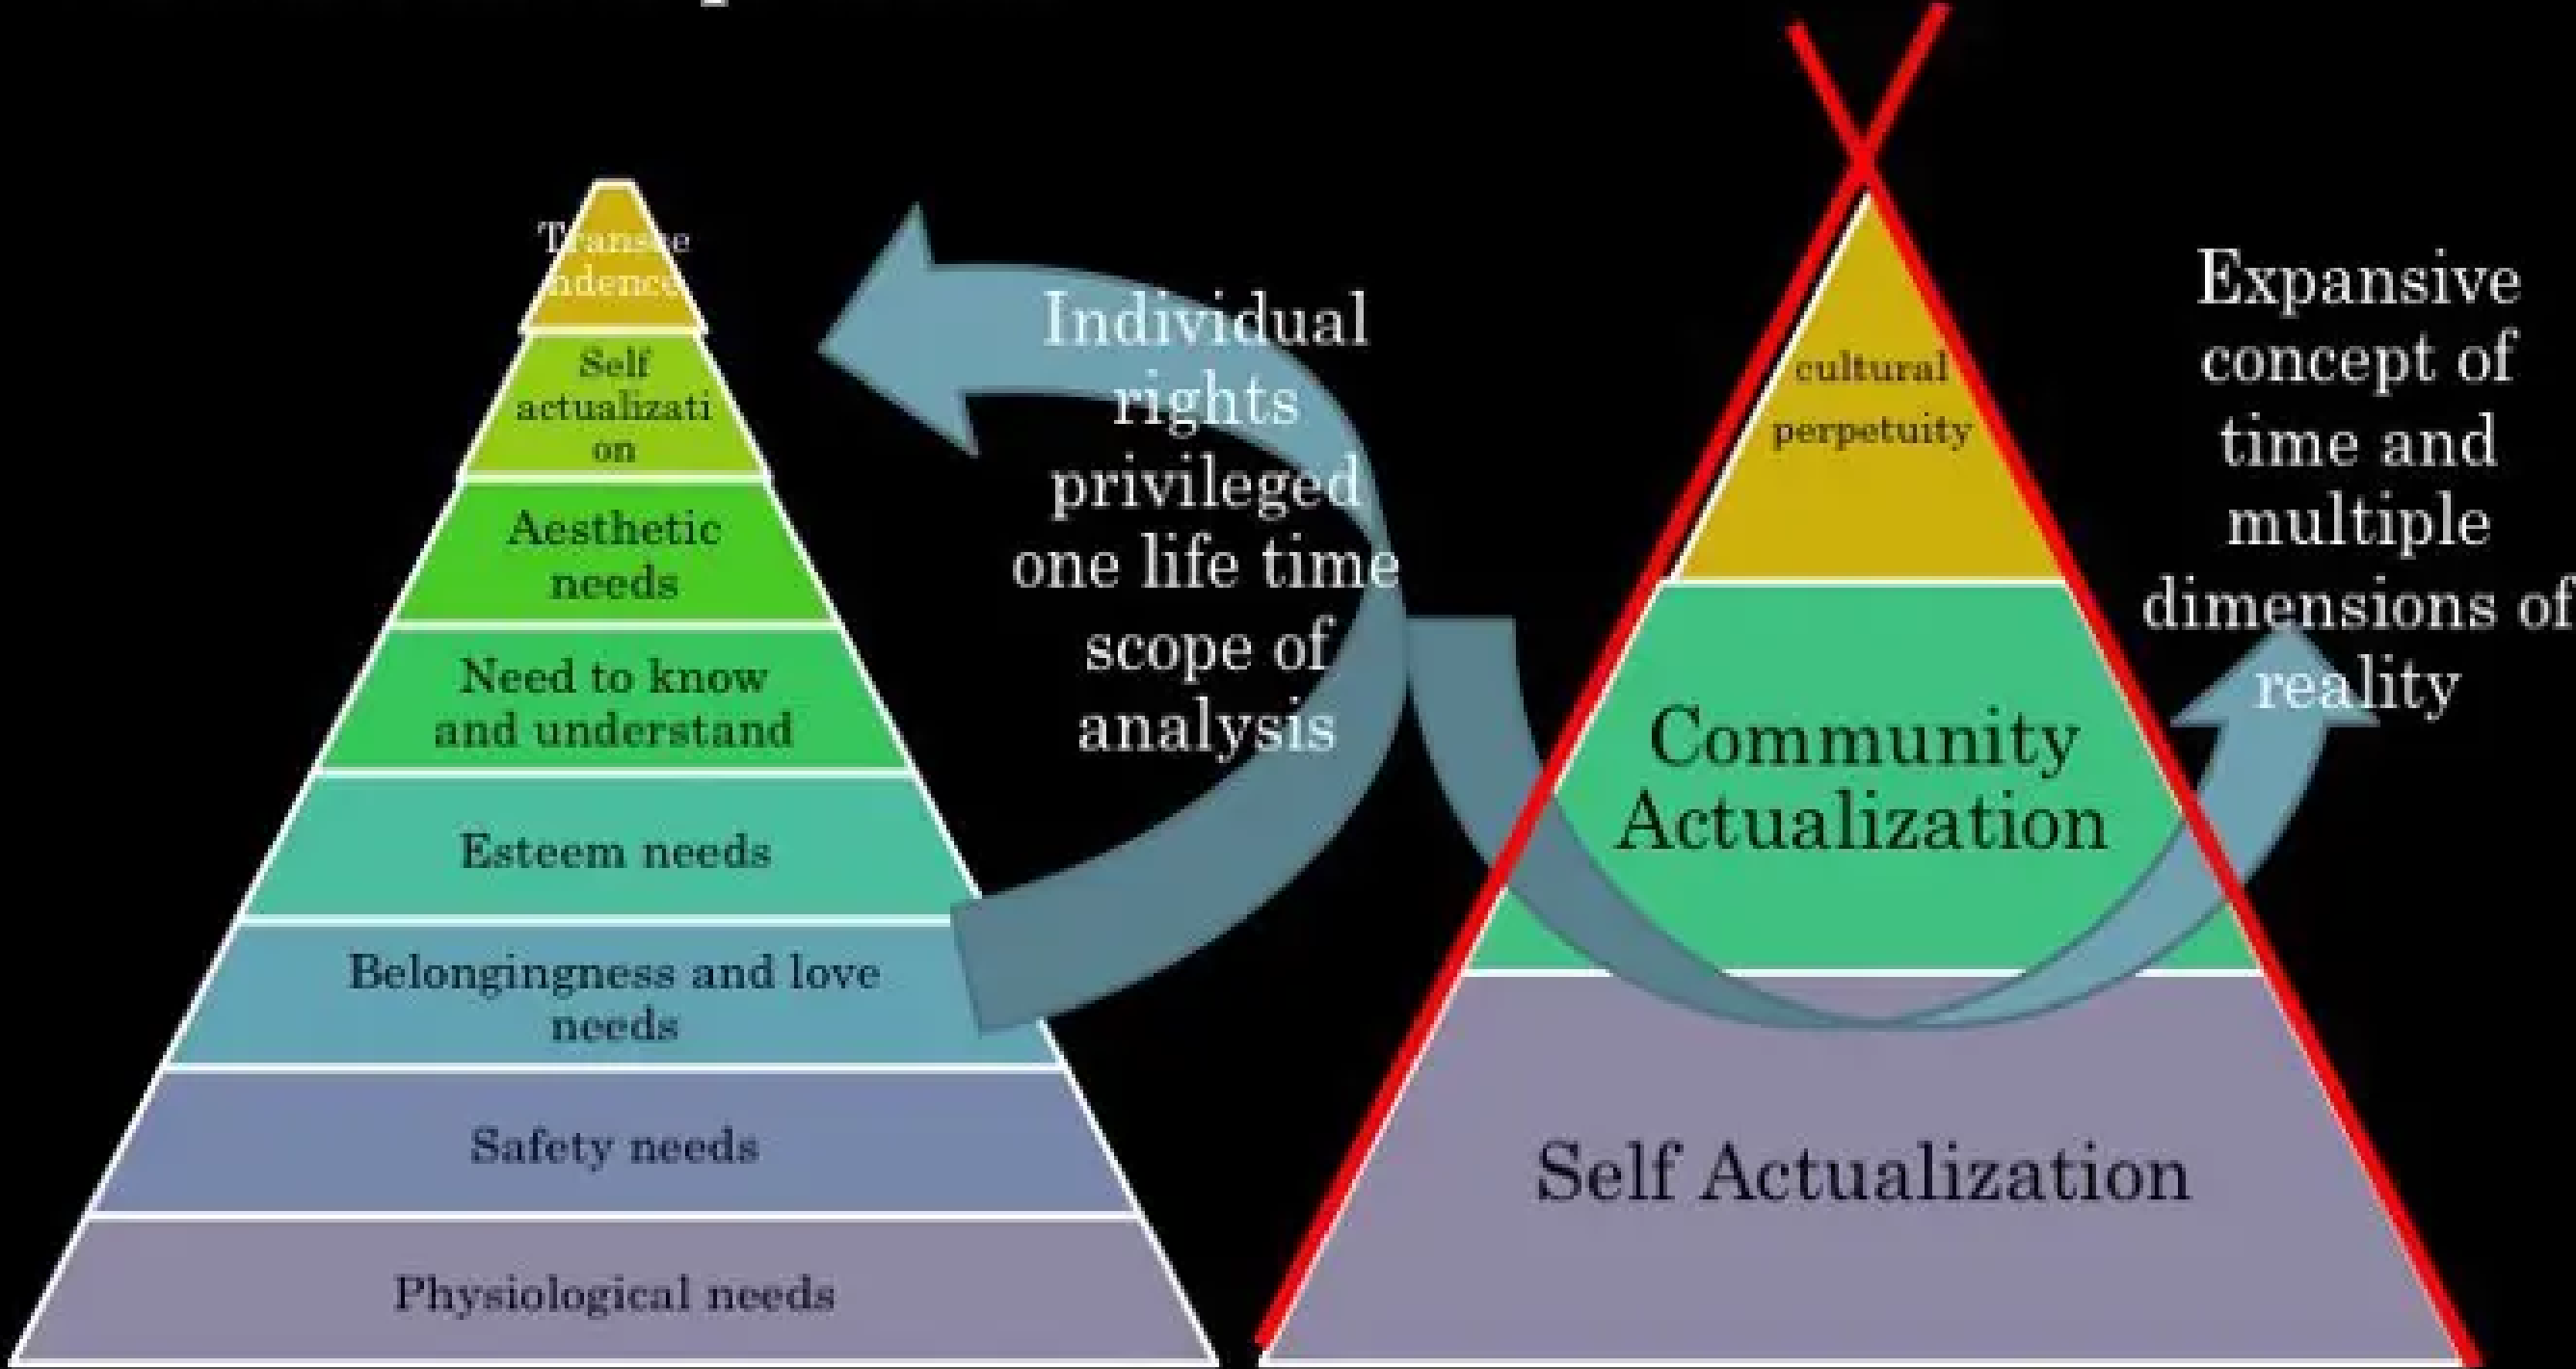 Transce
ndence
Self
actualizati
on
Aesthetic
needs
Need to know
and understand
Esteem needs
Belongingness and love
needs
Safety needs
Physiological needs
Individual
rights
privileged
one life time
scope of
analysis
cultural
perpetuity
Community
Actualization
Self Actualization
Expansive
concept of
time and
multiple
dimensions of
reality